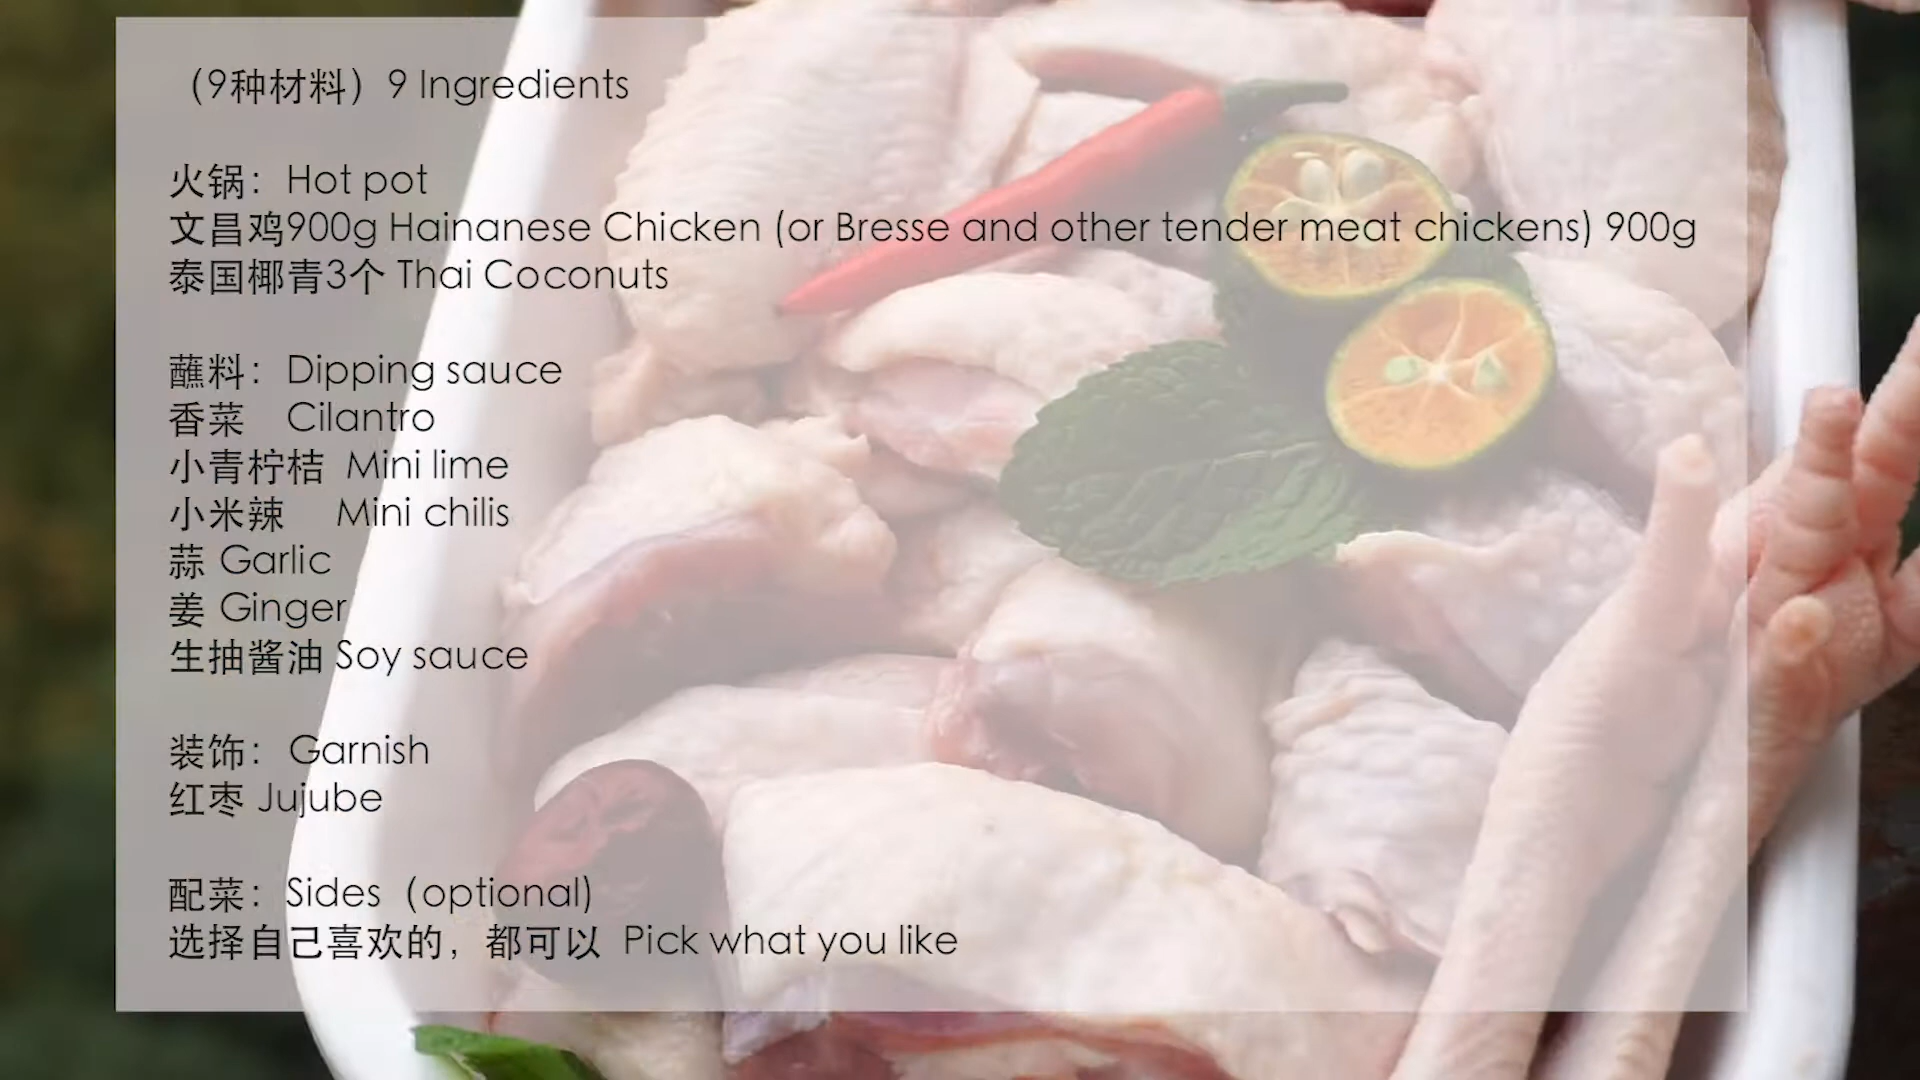 （9种材料）9 Ingredients
火锅：Hot pot
文昌鸡900g Hainanese Chicken (or Bresse and other tender meat chickens) 900g
泰国椰青3个 Thai Coconuts
蘸料：Dipping sauce
香菜 Cilantro
小青柠桔 Mini lime
小米辣 Mini chilis
蒜 Garlic
姜 Ginger
生抽酱油 Soy sauce
装饰：Garnish
红枣 Jujube
配菜：Sides（optional）
选择自己喜欢的，都可以 Pick what you like